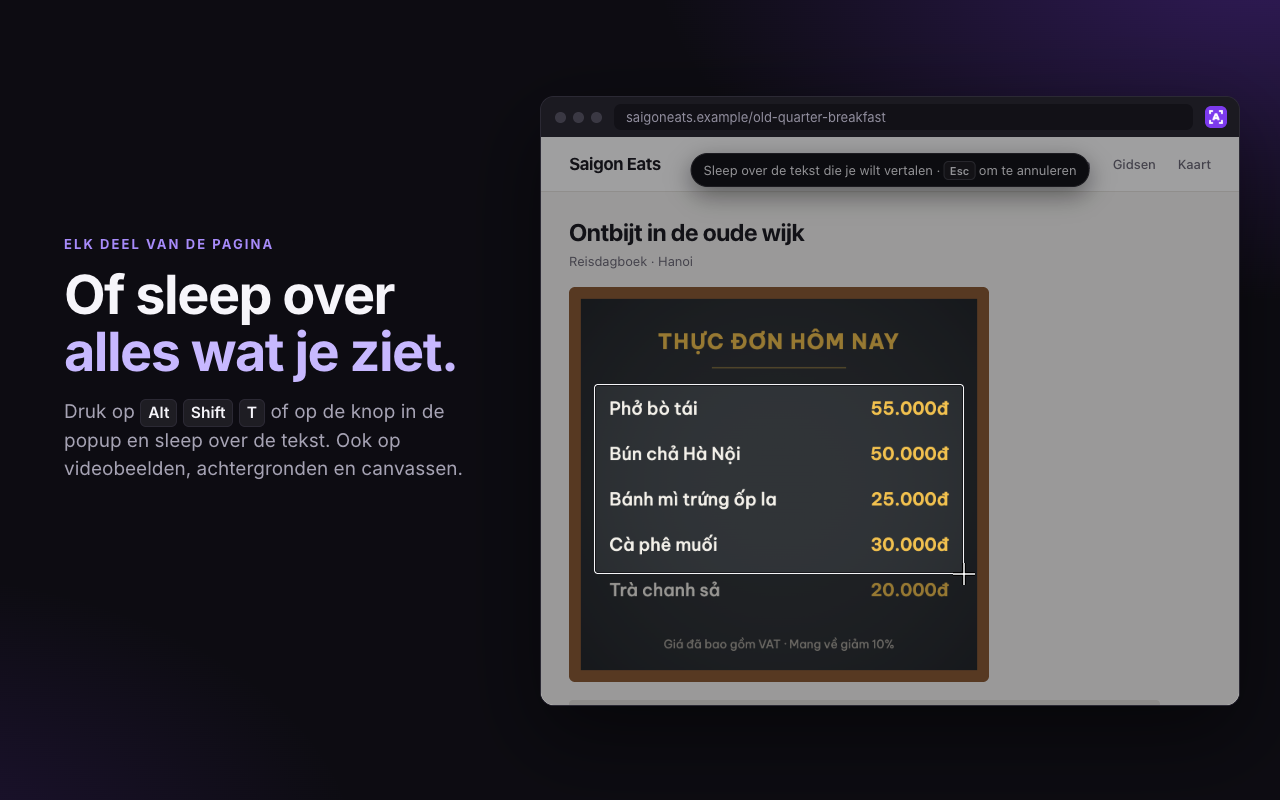 ELK DEEL VAN DE PAGINA
Of sleep over
alles wat je ziet.
Druk op Alt Shift T of op de knop in de
popup en sleep over de tekst. Ook op
videobeelden, achtergronden en canvassen.
saigoneats.example/old-quarter-breakfast
A
Saigon Eats
Sleep over de tekst die je wilt vertalen · Esc om te annuleren
Gidsen Kaart
Ontbijt in de oude wijk
Reisdagboek · Hanoi
THỰC ĐƠN HÔM NAY
Phở bò tái 55.000đ
Bún chả Hà Nội 50.000đ
Bánh mì trứng ốp la 25.000đ
Cà phê muối 30.000đ
Trà chanh sả 20.000đ
Giá đã bao gồm VAT · Mang về giảm 10%